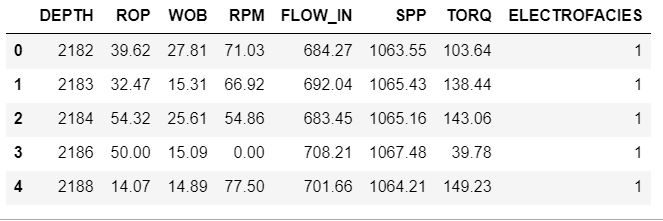 DEPTH ROP WOB RPM FLOW_IN SPP TORQ ELECTROFACIES
0 2182 39.62 27.81 71.03 684.27 1063.55 103.64 1
1 2183 32.47 15.31 66.92 692.04 1065.43 138.44 1
2 2184 54.32 25.61 54.86 683.45 1065.16 143.06 1
3 2186 50.00 15.09 0.00 708.21 1067.48 39.78 1
4 2188 14.07 14.89 77.50 701.66 1064.21 149.23 1